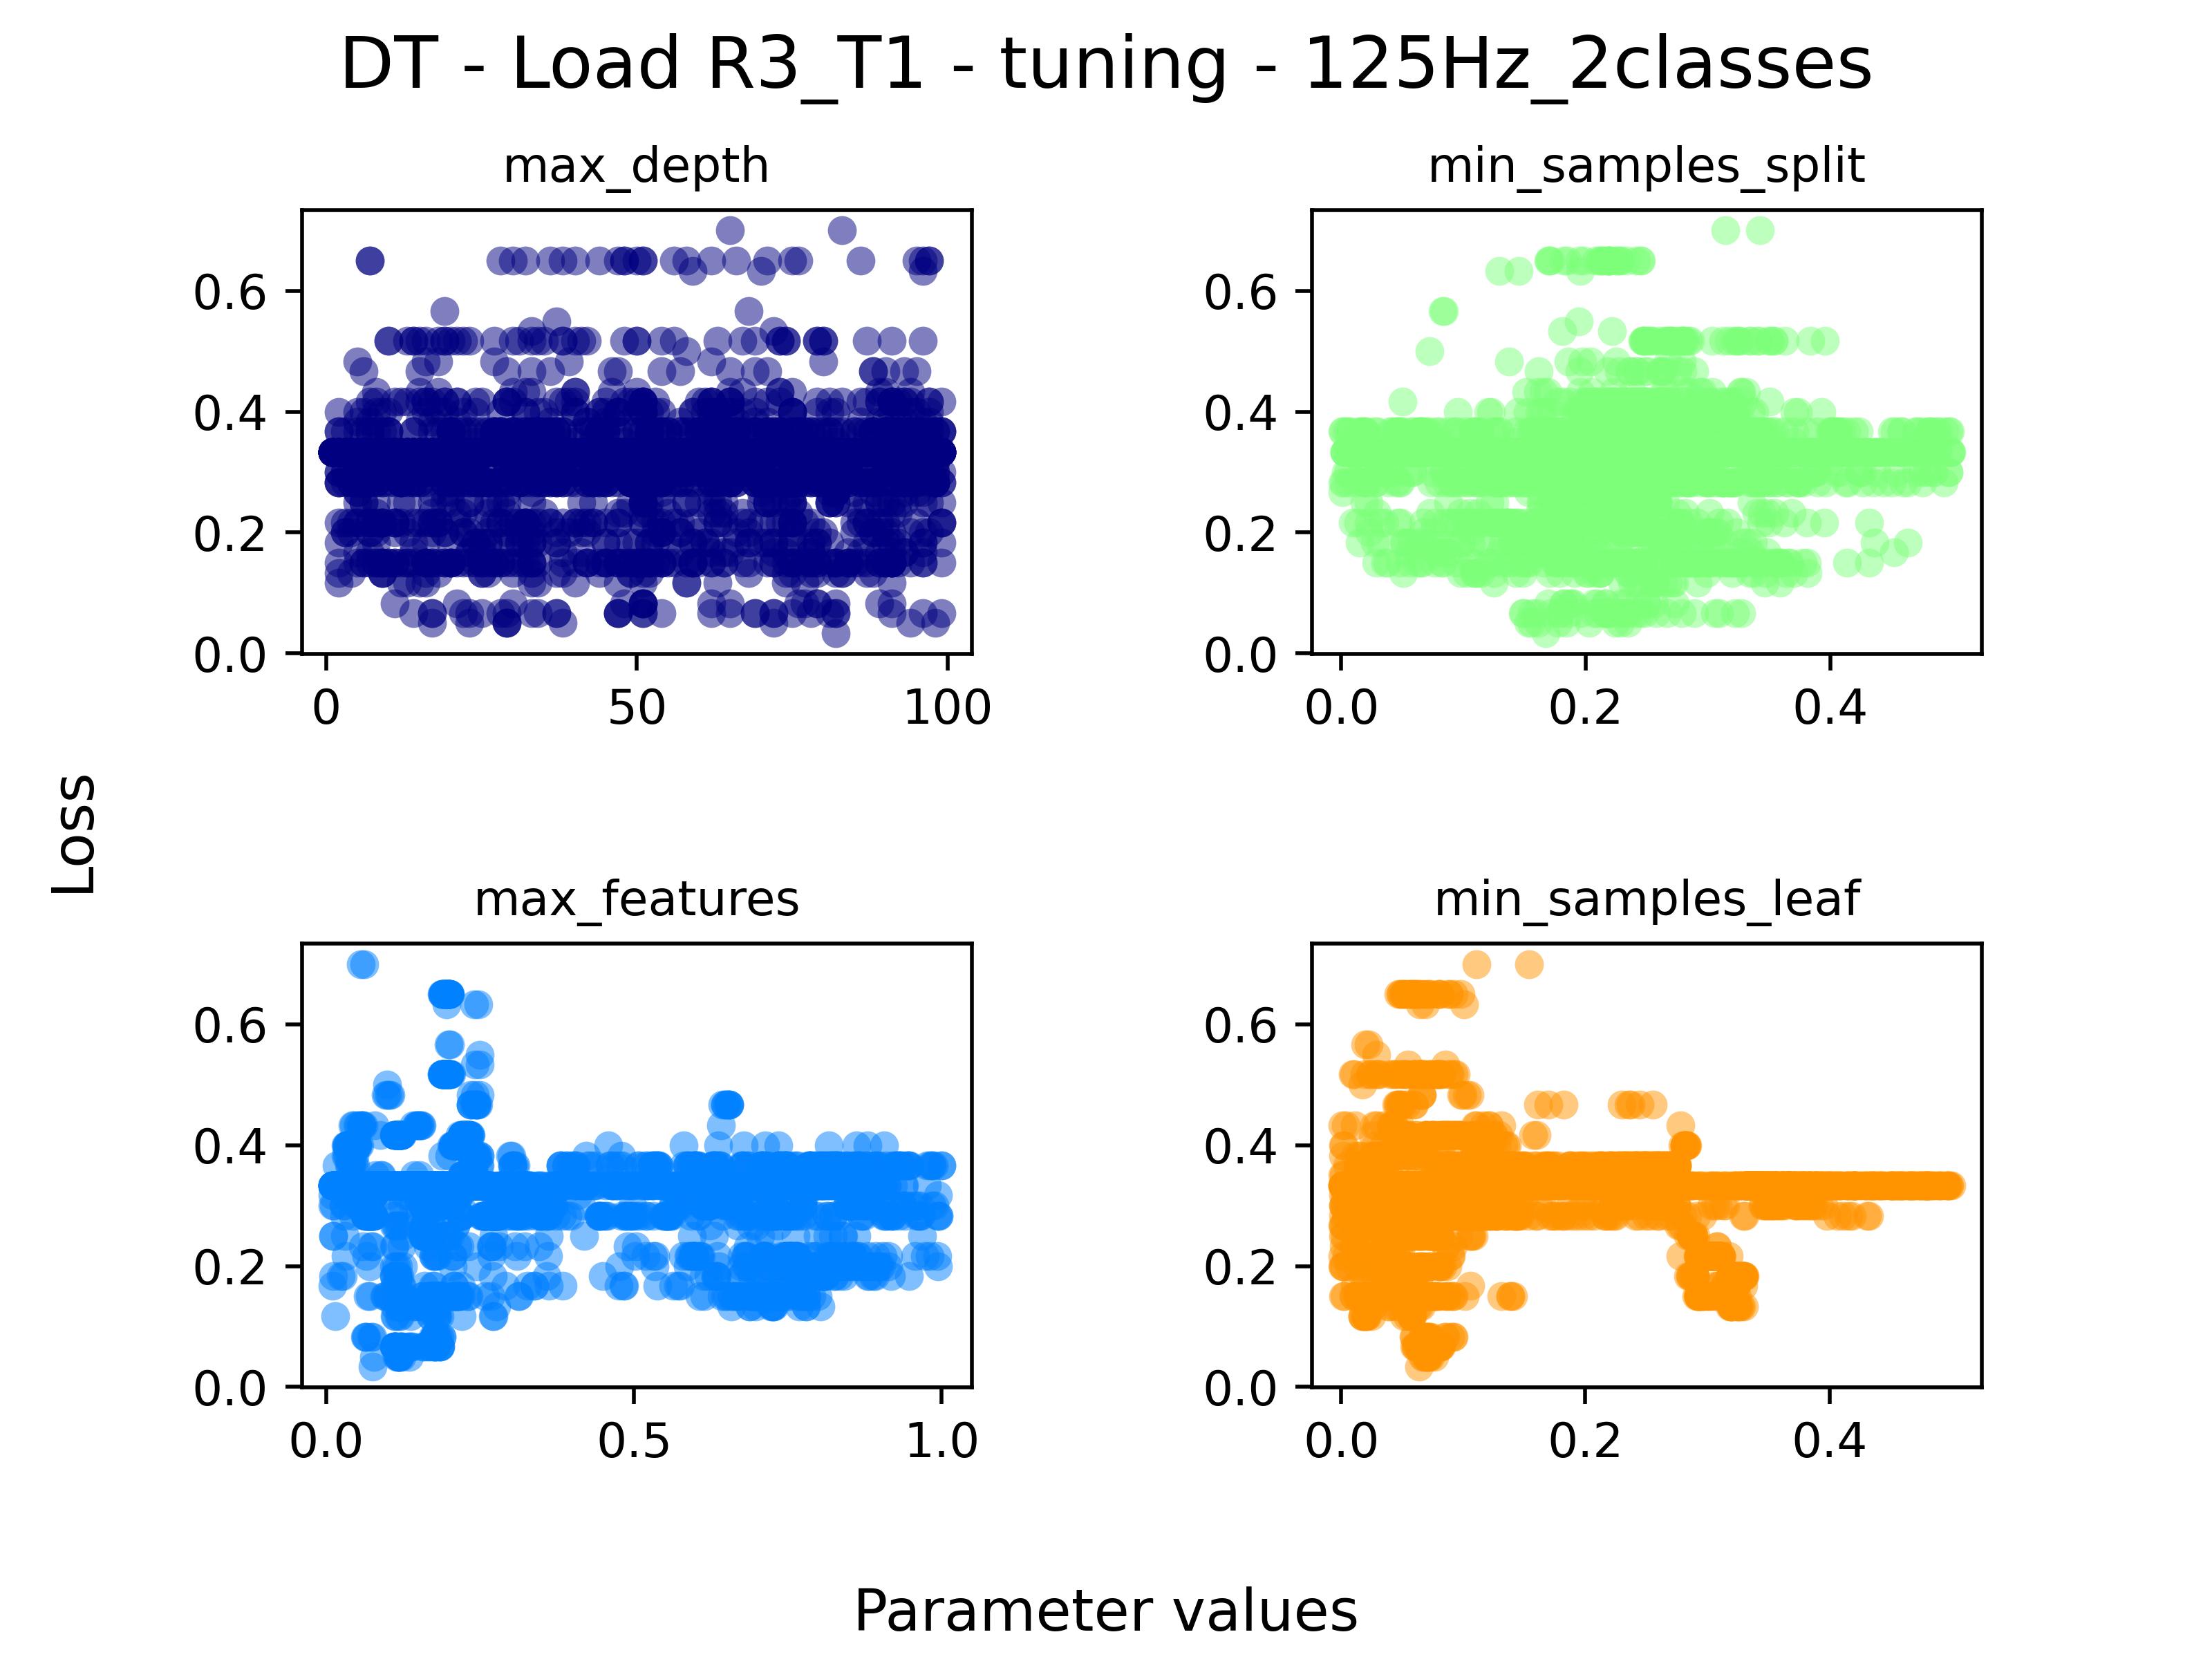 DT - Load R3_T1 - tuning - 125Hz_2classes
max_depth
min_samples_split
0.6
0.4
0.2
0.0
0 50 100
0.6
0.4
0.2
0.0
0.0 0.2 0.4
Loss
max_features
min_samples_leaf
0.6
0.4
0.2
0.0
0.0 0.5 1.0
0.6
0.4
0.2
0.0
0.0 0.2 0.4
Parameter values